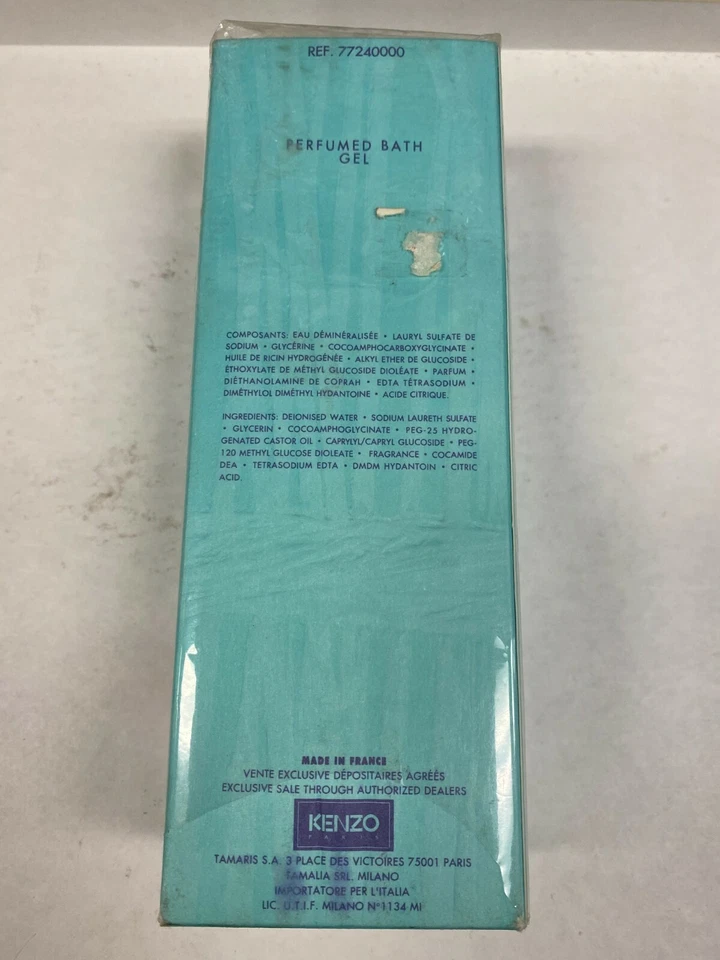 REF. 77240000
PERFUMED BATH
GEL
COMPOSANTS: EAU DÉMINÉRALISÉE • LAURYL SULFATE DE
SODIUM • GLYCÉRINE • COCOAMPHOCARBOXYGLYCINATE •
HUILE DE RICIN HYDROGÉNÉE • ALKYL ETHER DE GLUCOSIDE •
ÉTHOXYLATE DE MÉTHYL GLUCOSIDE DIOLÉATE • PARFUM •
DIÉTHANOLAMINE DE COPRAH • EDTA TÉTRASODIUM •
DIMÉTHYLOL DIMÉTHYL HYDANTOINE • ACIDE CITRIQUE.
INGREDIENTS: DEIONISED WATER • SODIUM LAURETH SULFATE
• GLYCERIN • COCOAMPHOGLYCINATE • PEG-25 HYDRO-
GENATED CASTOR OIL • CAPRYLYL/CAPRYL GLUCOSIDE • PEG-
120 METHYL GLUCOSE DIOLEATE • FRAGRANCE • COCAMIDE
DEA • TETRASODIUM EDTA • DMDM HYDANTOIN • CITRIC
ACID.
MADE IN FRANCE
VENTE EXCLUSIVE DÉPOSITAIRES AGRÉÉS
EXCLUSIVE SALE THROUGH AUTHORIZED DEALERS
KENZO
PARIS
TAMARIS S.A. 3 PLACE DES VICTOIRES 75001 PARIS
TAMALIA SRL. MILANO
IMPORTATORE PER L'ITALIA
LIC. U.T.I.F. MILANO N°1134 MI